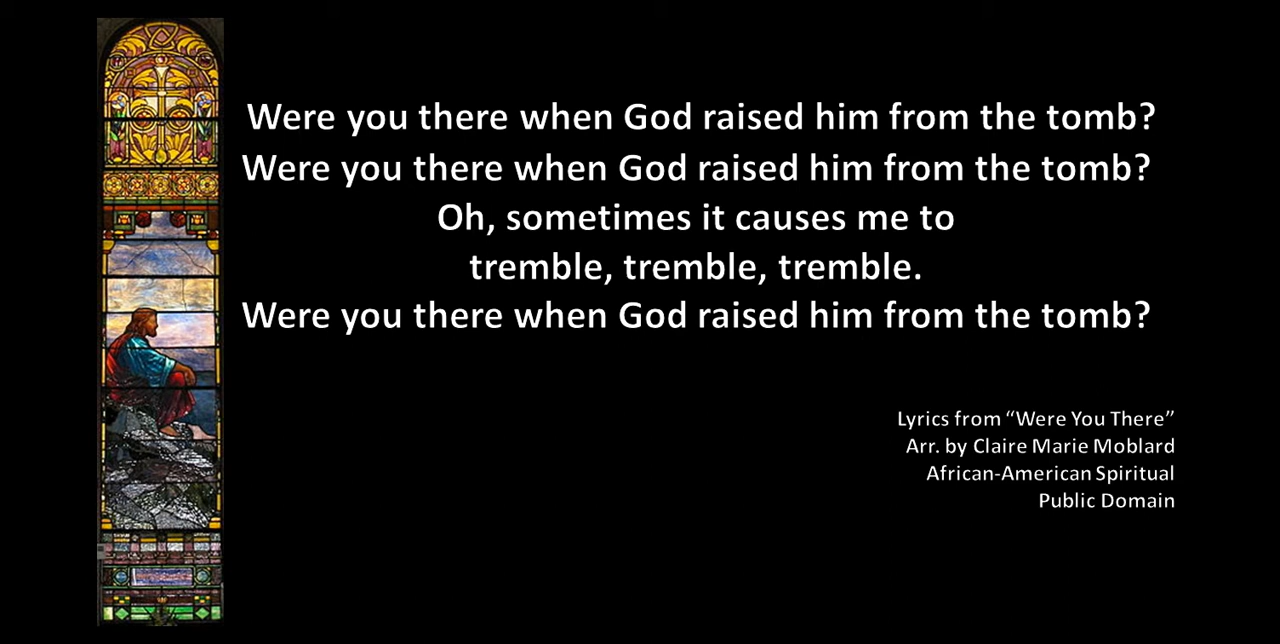 Were you there when God raised him from the tomb?
Were you there when God raised him from the tomb?
Oh, sometimes it causes me to
tremble, tremble, tremble.
Were you there when God raised him from the tomb?
Lyrics from “Were You There”
Arr. by Claire Marie Moblard
African-American Spiritual
Public Domain